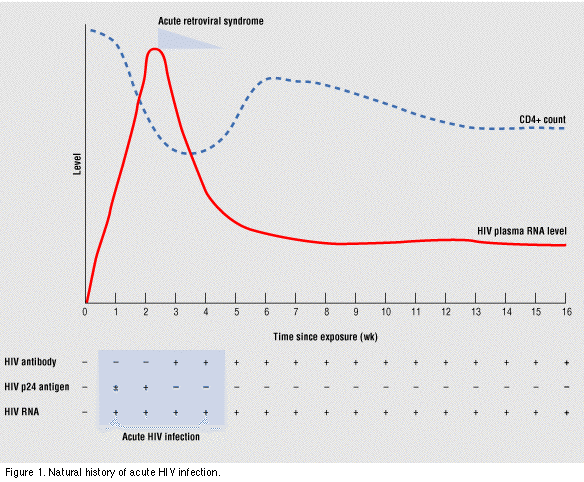 Acute retroviral syndrome
CD4+ count
Level
HIV plasma RNA level
0 1 2 3 4 5 6 7 8 9 10 11 12 13 14 15 16
Time since exposure (wk)
HIV antibody – – – + + + + + + + + + + + + + +
HIV p24 antigen – ± + – – – – – – – – – – – – – –
HIV RNA – + + + + + + + + + + + + + + + +
Acute HIV infection
Figure 1. Natural history of acute HIV infection.